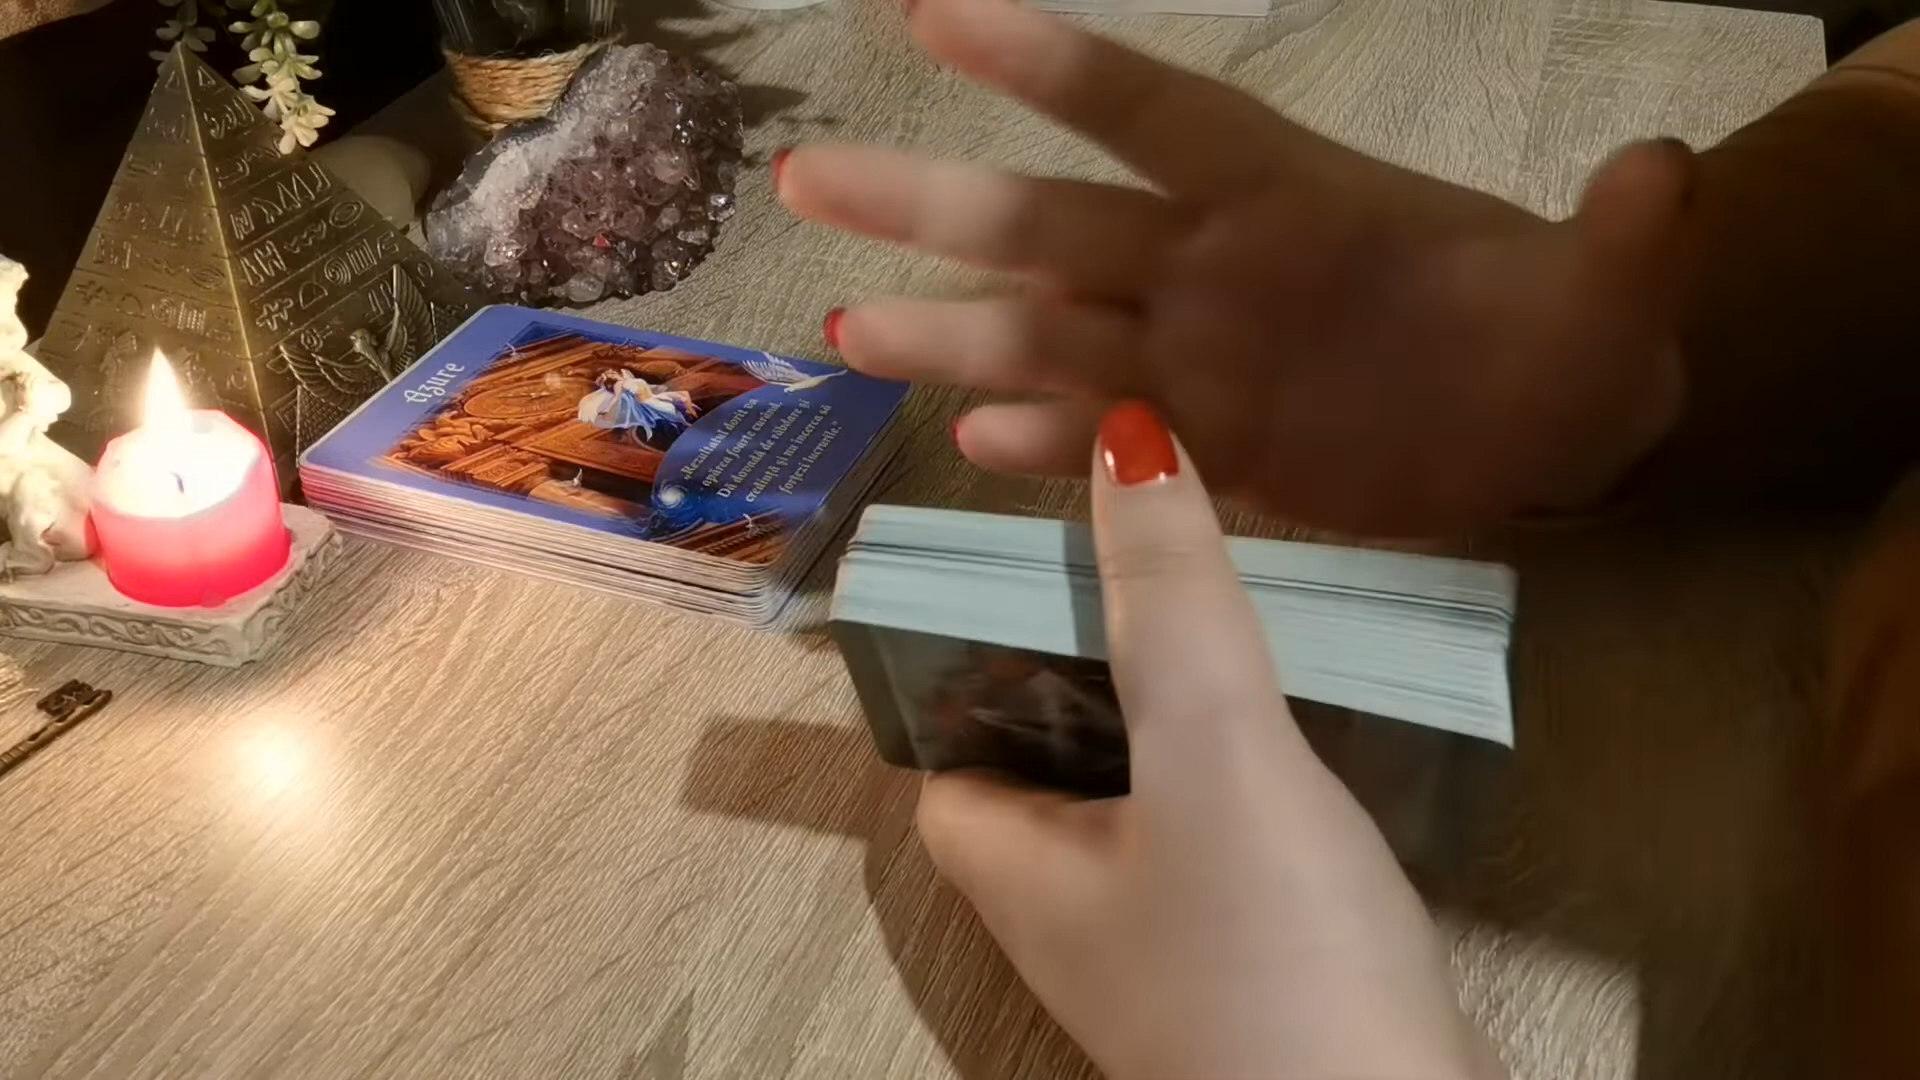 Azure
„Rezultatul dorit va
apărea foarte curând.
Dă dovadă de răbdare și
credință și nu încerca să
forțezi lucrurile."